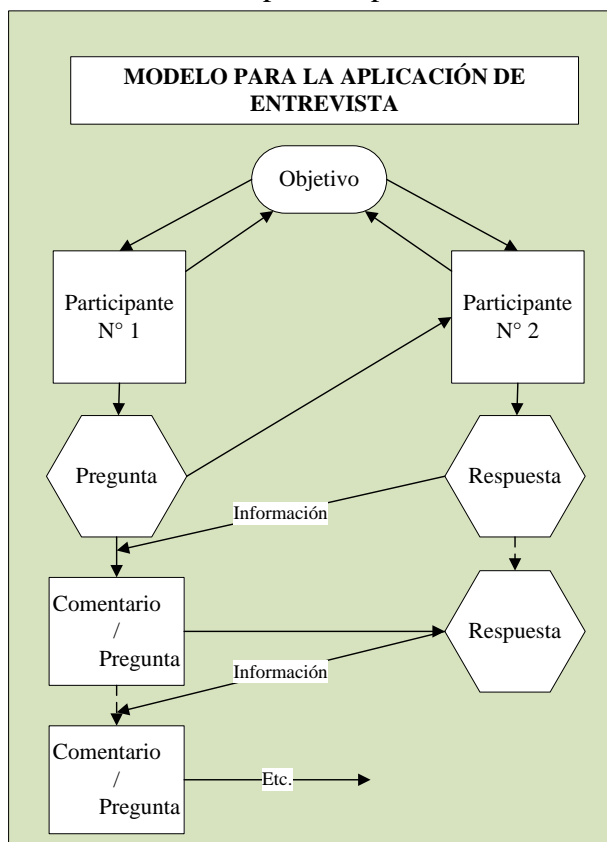 MODELO PARA LA APLICACIÓN DE
ENTREVISTA
Objetivo
Participante
N° 1
Participante
N° 2
Pregunta
Respuesta
Información
Comentario
/
Pregunta
Respuesta
Información
Comentario
/
Pregunta
Etc.